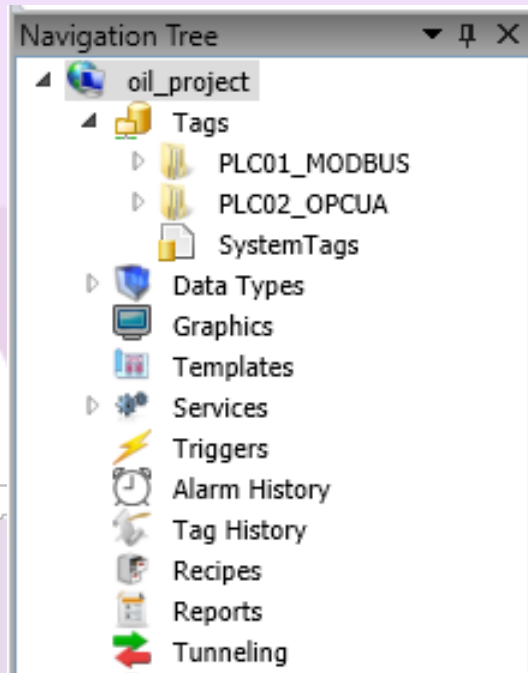 Navigation Tree
oil_project
Tags
PLC01_MODBUS
PLC02_OPCUA
SystemTags
Data Types
Graphics
Templates
Services
Triggers
Alarm History
Tag History
Recipes
Reports
Tunneling